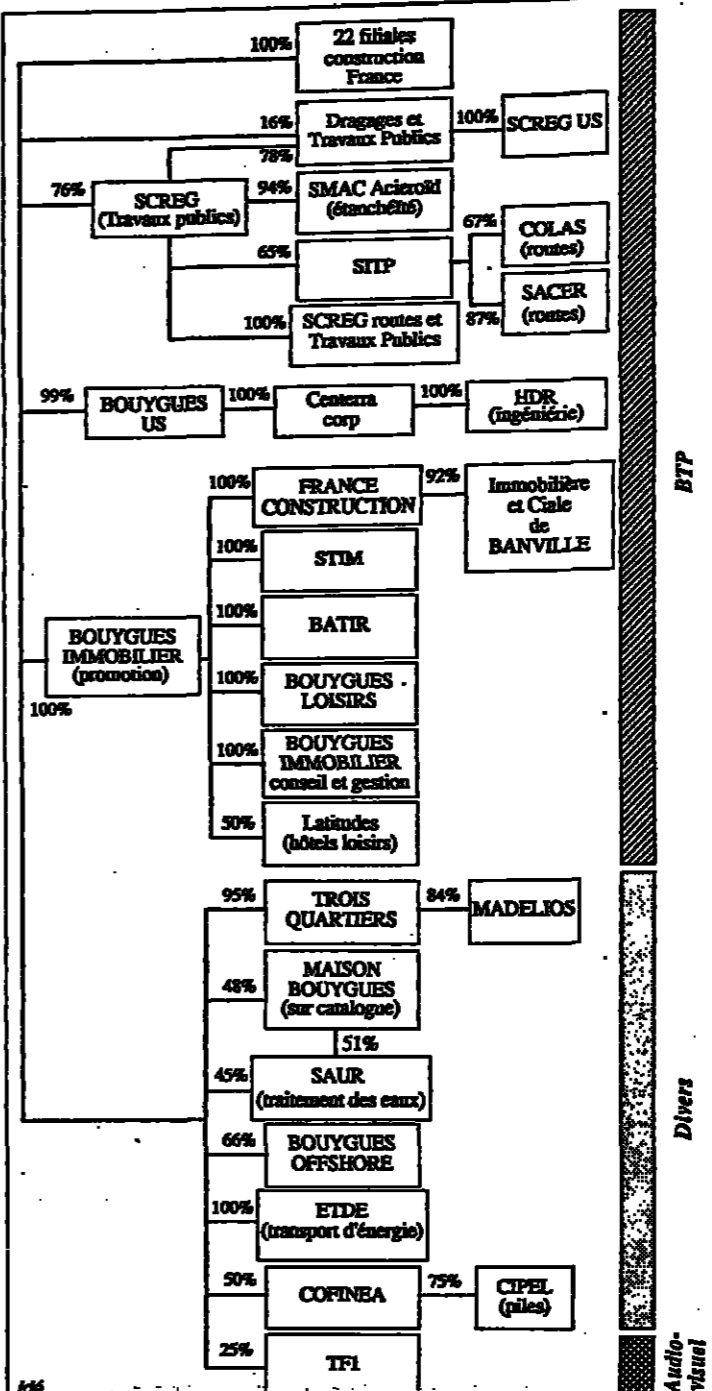 100%
22 filiales
construction
France
16%
78%
Dragages et
Travaux Publics
100%
SCREG US
76%
SCREG
(Travaux publics)
94%
SMAC Acieroïd
(étanchéité)
65%
SITP
67%
COLAS
(routes)
87%
SACER
(routes)
100%
SCREG routes et
Travaux Publics
99%
BOUYGUES
US
100%
Centerra
corp
100%
HDR
(ingéniérie)
BTP
100%
BOUYGUES
IMMOBILIER
(promotion)
100%
FRANCE
CONSTRUCTION
92%
Immobilière
et Ciale
de
BANVILLE
100%
STIM
100%
BATIR
100%
BOUYGUES
LOISIRS
100%
BOUYGUES
IMMOBILIER
conseil et gestion
50%
Latitudes
(hôtels loisirs)
95%
TROIS
QUARTIERS
84%
MADELIOS
48%
MAISON
BOUYGUES
(sur catalogue)
51%
45%
SAUR
(traitement des eaux)
66%
BOUYGUES
OFFSHORE
100%
ETDE
(transport d'énergie)
50%
COFINEA
75%
CIPEL
(piles)
Divers
25%
TF1
Audio-
visuel
idé